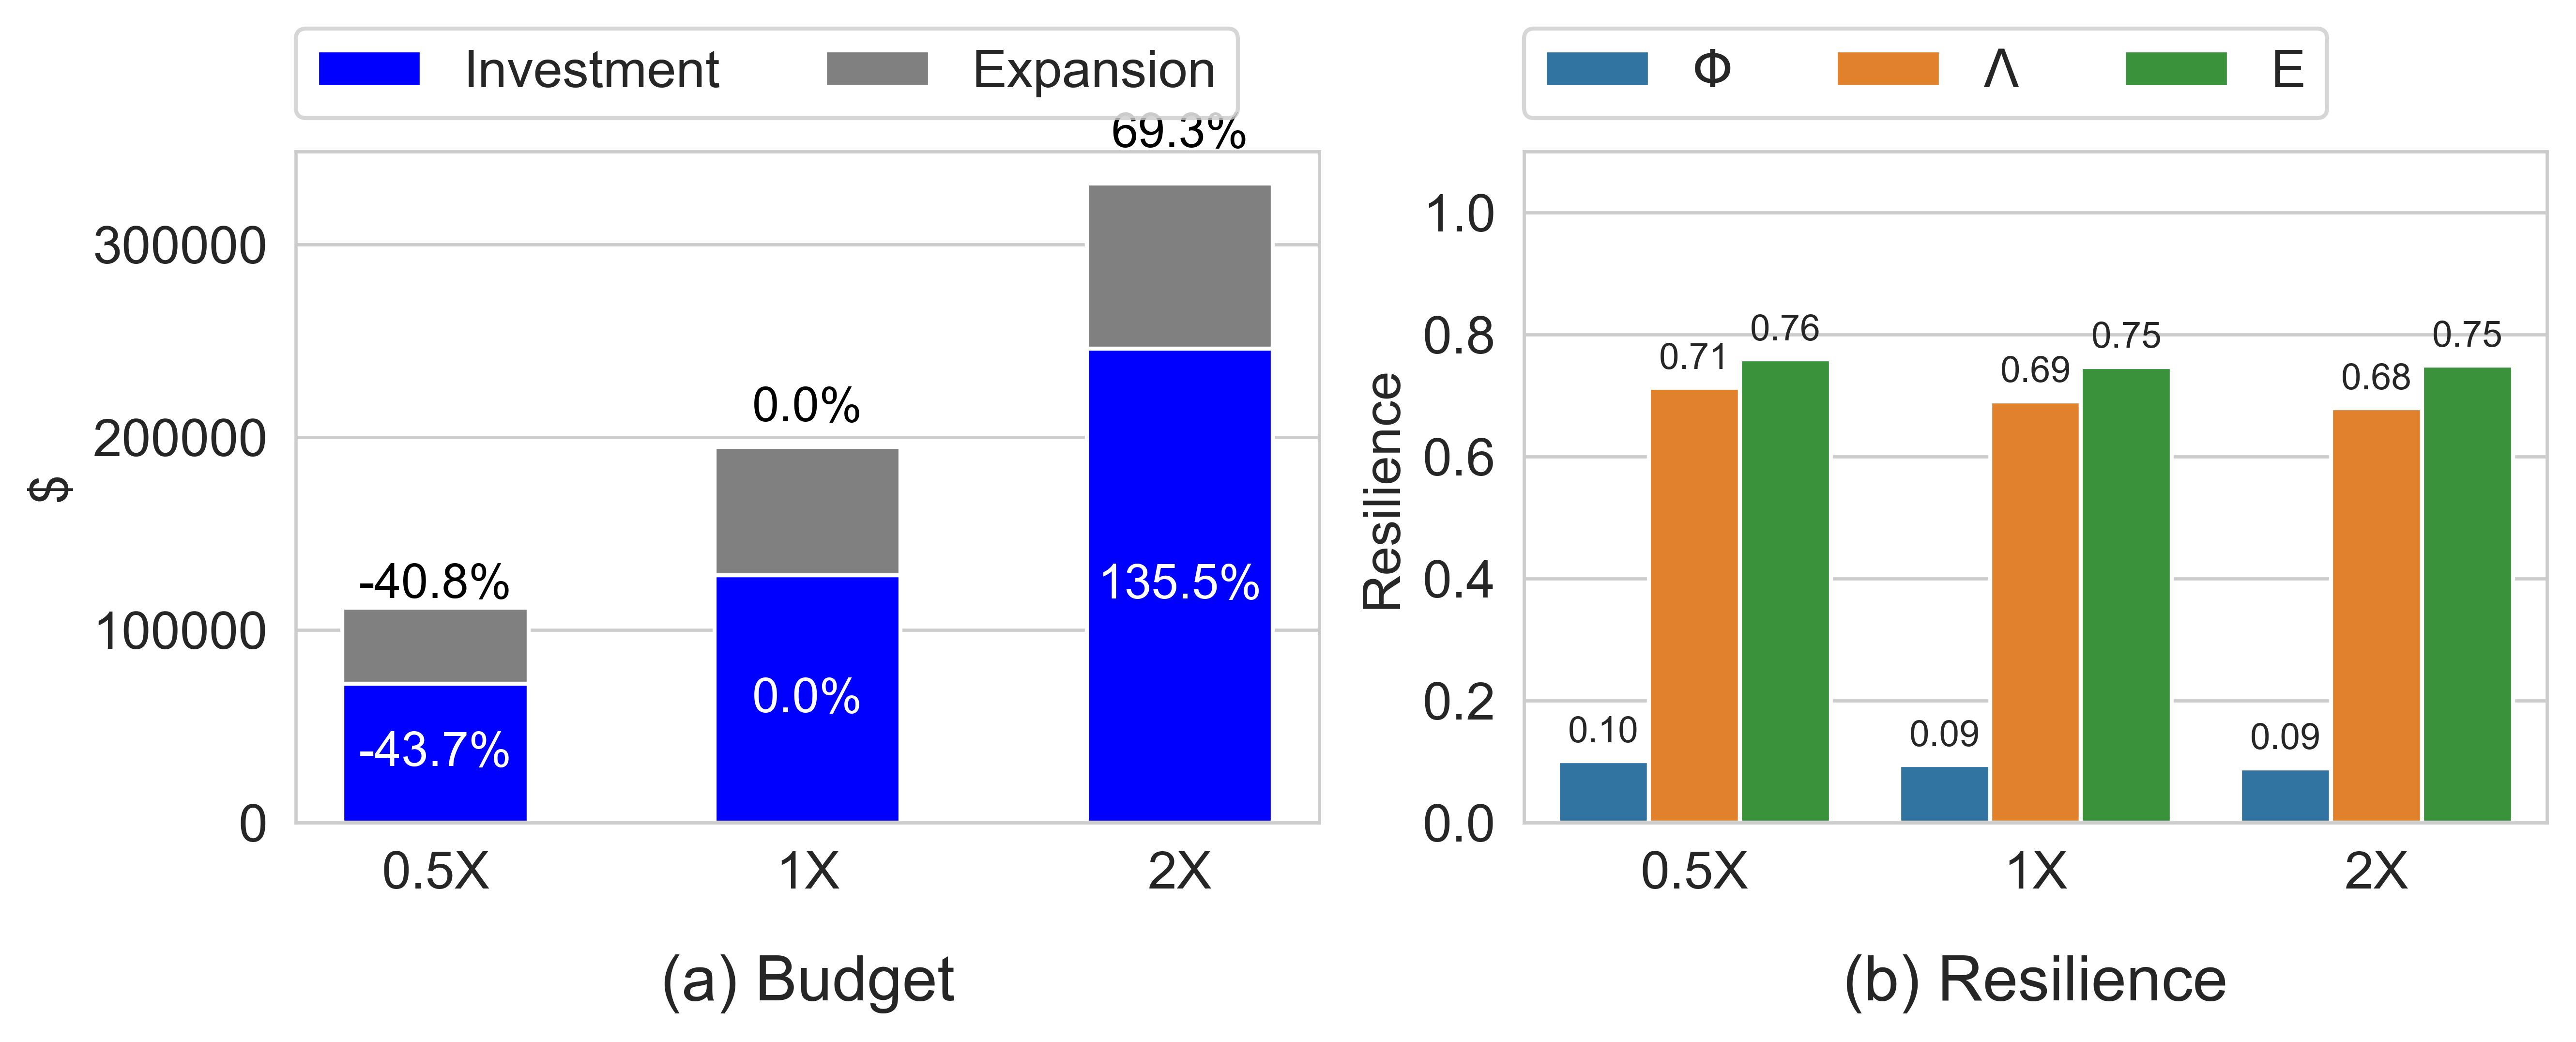 Investment Expansion
69.3%
300000
200000
100000
0
$
0.0%
-40.8%
135.5%
0.0%
-43.7%
0.5X 1X 2X
(a) Budget
Φ Λ E
1.0
0.8
0.6
0.4
0.2
0.0
Resilience
0.10 0.71 0.76
0.09 0.69 0.75
0.09 0.68 0.75
0.5X 1X 2X
(b) Resilience